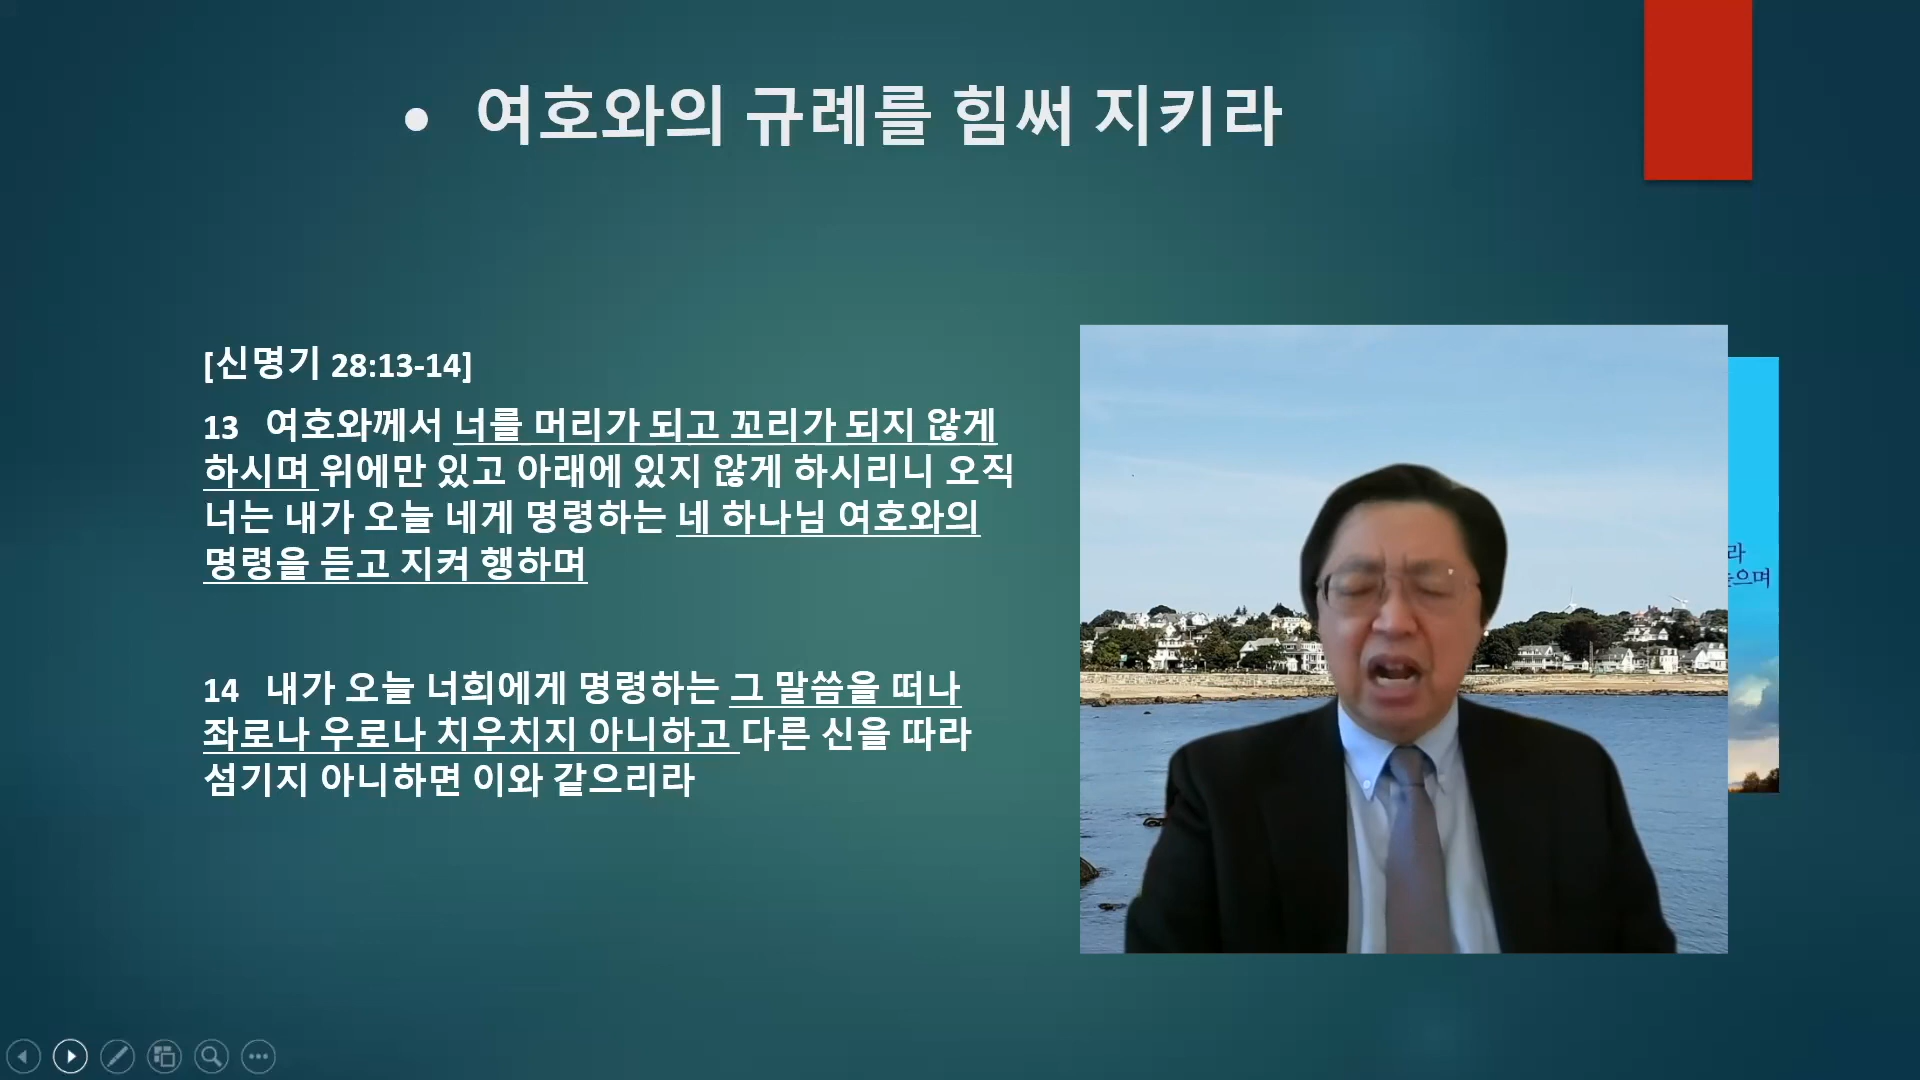 • 여호와의 규례를 힘써 지키라
[신명기 28:13-14]
13 여호와께서 너를 머리가 되고 꼬리가 되지 않게
하시며 위에만 있고 아래에 있지 않게 하시리니 오직
너는 내가 오늘 네게 명령하는 네 하나님 여호와의
명령을 듣고 지켜 행하며
14 내가 오늘 너희에게 명령하는 그 말씀을 떠나
좌로나 우로나 치우치지 아니하고 다른 신을 따라
섬기지 아니하면 이와 같으리라
라